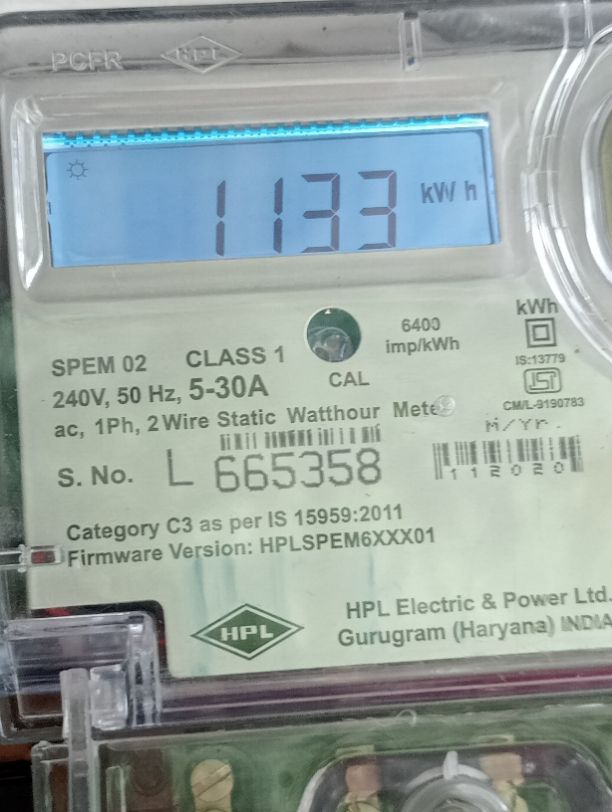 PCFR HPL
1133 kWh
kWh
6400
imp/kWh
IS:13779
SPEM 02 CLASS 1
CAL
ISI
CM/L-9190783
240V, 50 Hz, 5-30A
ac, 1Ph, 2Wire Static Watthour Meter
M/Yr.
112020
S. No. L 665358
Category C3 as per IS 15959:2011
Firmware Version: HPLSPEM6XXX01
HPL
HPL Electric & Power Ltd.
Gurugram (Haryana) INDIA